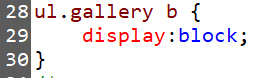 28 ul.gallery b {
29     display:block;
30 }